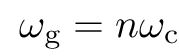 ω_g = nω_c